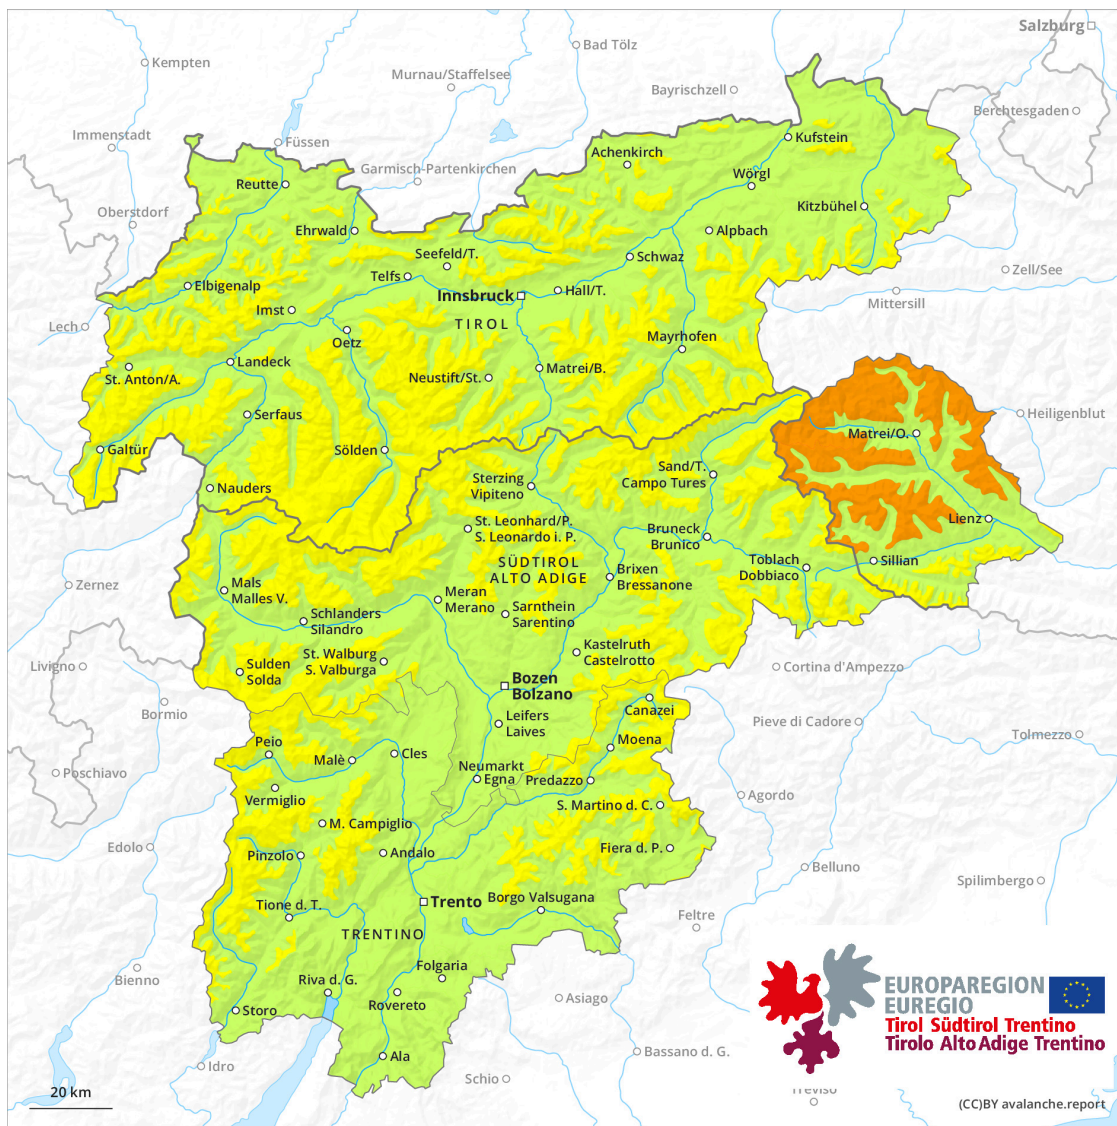 Salzburg
Bad Tölz
Kempten
Murnau/Staffelsee
Bayrischzell
Berchtesgaden
Immenstadt
Füssen
Kufstein
Achenkirch
Garmisch-Partenkirchen
Wörgl
Reutte
Oberstdorf
Kitzbühel
Ehrwald
Alpbach
Seefeld/T.
Schwaz
Zell/See
Telfs
Elbigenalp
Innsbruck
Hall/T.
Mittersill
Imst
TIROL
Lech
Oetz
Mayrhofen
Landeck
Matrei/B.
St. Anton/A.
Neustift/St.
Serfaus
Heiligenblut
Matrei/O.
Galtür
Sölden
Sand/T.
Campo Tures
Sterzing
Vipiteno
Nauders
Lienz
St. Leonhard/P.
S. Leonardo i. P.
Bruneck
Brunico
SÜDTIROL
ALTO ADIGE
Toblach
Dobbiaco
Sillian
Brixen
Bressanone
Zernez
Mals
Malles V.
Meran
Merano
Sarnthein
Sarentino
Schlanders
Silandro
Kastelruth
Castelrotto
St. Walburg
S. Valburga
Livigno
Sulden
Solda
Cortina d'Ampezzo
Bozen
Bolzano
Canazei
Bormio
Leifers
Laives
Pieve di Cadore
Tolmezzo
Moena
Peio
Malè
Cles
Neumarkt
Egna
Predazzo
Poschiavo
Vermiglio
Agordo
S. Martino d. C.
M. Campiglio
Edolo
Pinzolo
Andalo
Fiera d. P.
Belluno
Spilimbergo
Trento
Borgo Valsugana
Tione d. T.
Feltre
TRENTINO
Folgaria
Bienno
Riva d. G.
Rovereto
Asiago
Storo
EUROPAREGION
EUREGIO
Tirol Südtirol Trentino
Tirolo Alto Adige Trentino
Ala
Bassano d. G.
Idro
Schio
Treviso
20 km
(CC)BY avalanche.report